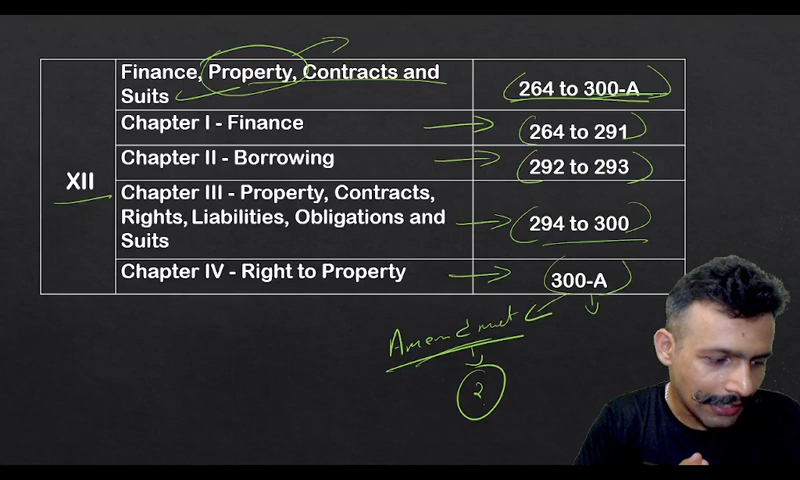 Finance, Property, Contracts and
Suits
264 to 300-A
Chapter I - Finance
264 to 291
Chapter II - Borrowing
292 to 293
XII
Chapter III - Property, Contracts,
Rights, Liabilities, Obligations and
Suits
294 to 300
Chapter IV - Right to Property
300-A
Amendment
?